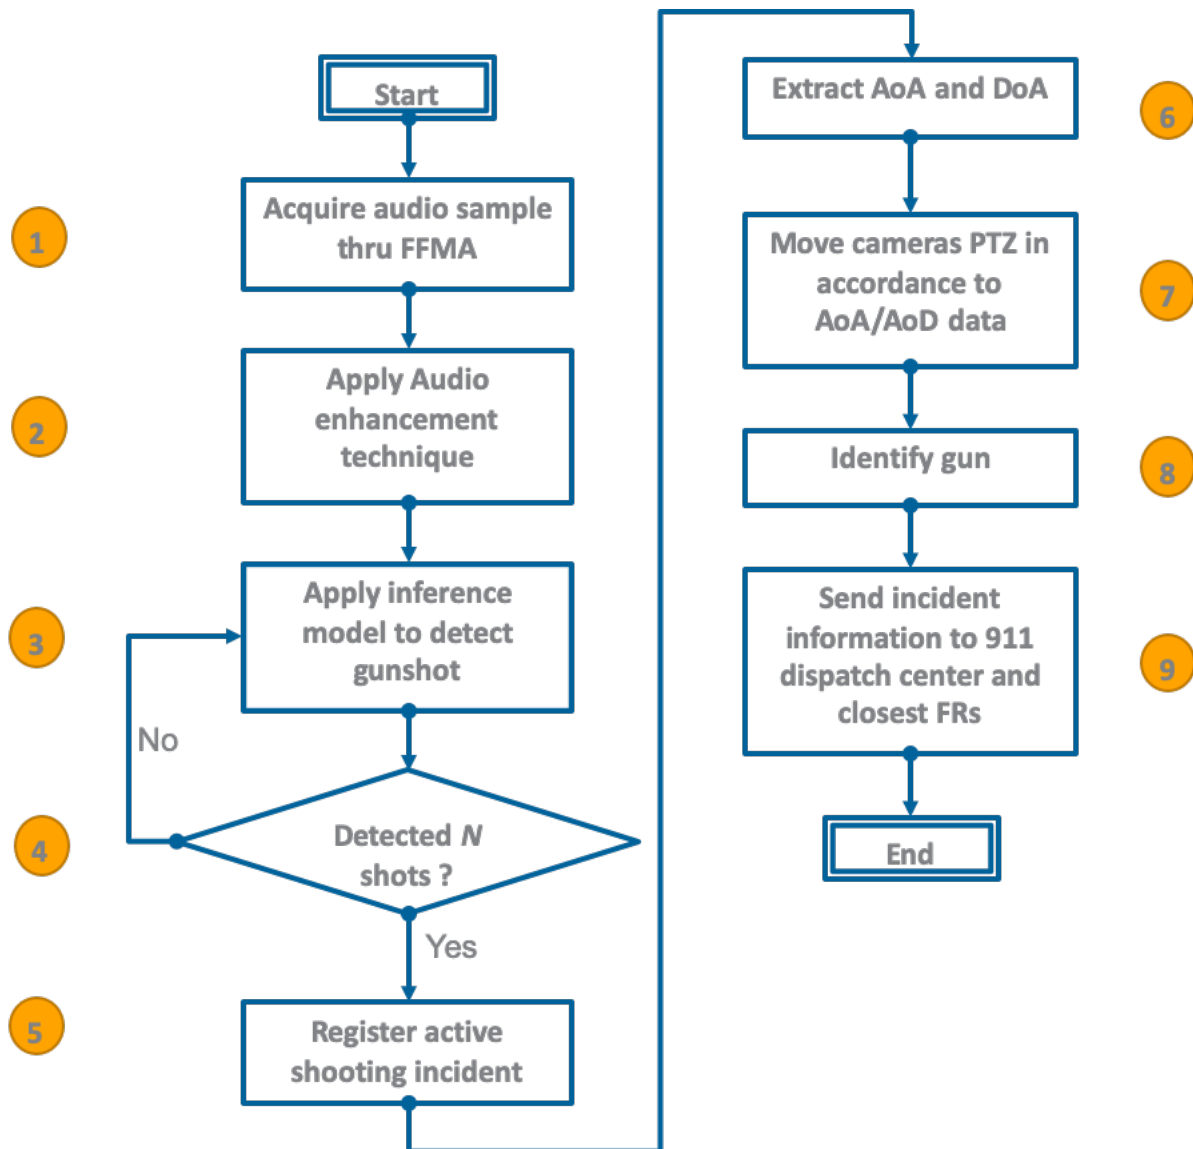 Start
1
Acquire audio sample
thru FFMA
2
Apply Audio
enhancement
technique
3
Apply inference
model to detect
gunshot
No
4
Detected N
shots ?
Yes
5
Register active
shooting incident
Extract AoA and DoA
6
Move cameras PTZ in
accordance to
AoA/AoD data
7
Identify gun
8
Send incident
information to 911
dispatch center and
closest FRs
9
End